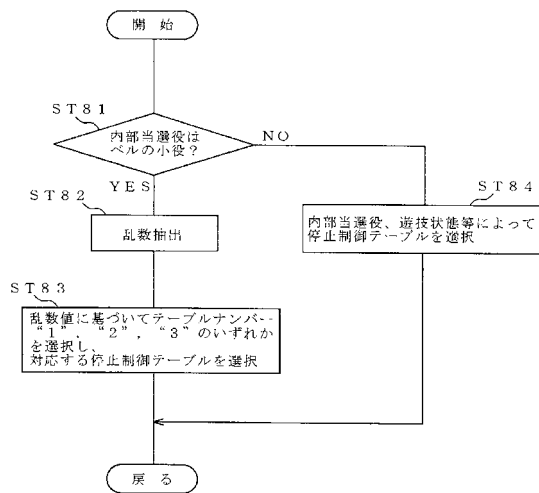 開 始
ST81
内部当選役は
ベルの小役？
NO
YES
ST82
乱数抽出
ST84
内部当選役、遊技状態等によって
停止制御テーブルを選択
ST83
乱数値に基づいてテーブルナンバー
“1”，“2”，“3”のいずれか
を選択し、
対応する停止制御テーブルを選択
戻 る